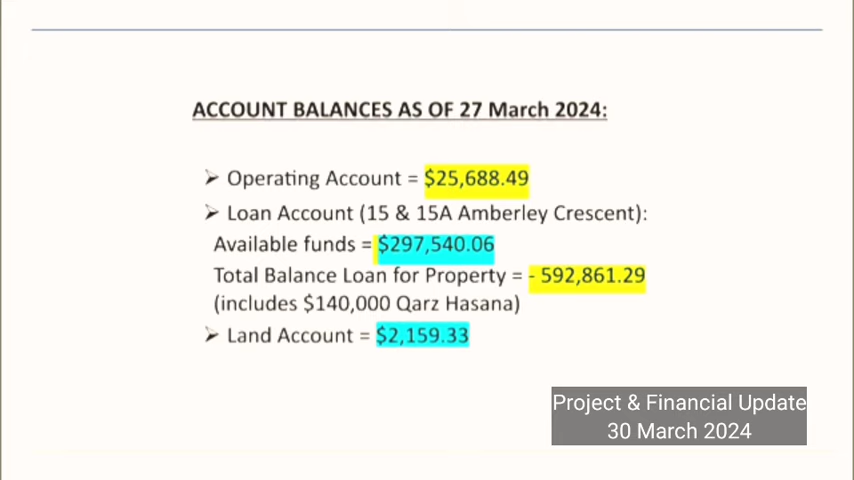 ACCOUNT BALANCES AS OF 27 March 2024:
➢ Operating Account = $25,688.49
➢ Loan Account (15 & 15A Amberley Crescent):
Available funds = $297,540.06
Total Balance Loan for Property = - 592,861.29
(includes $140,000 Qarz Hasana)
➢ Land Account = $2,159.33
Project & Financial Update
30 March 2024